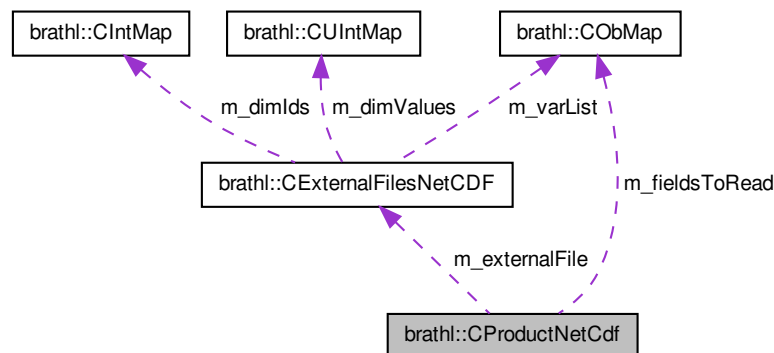 brathl::CIntMap
brathl::CUIntMap
brathl::CObMap
m_dimIds
m_dimValues
m_varList
brathl::CExternalFilesNetCDF
m_fieldsToRead
m_externalFile
brathl::CProductNetCdf